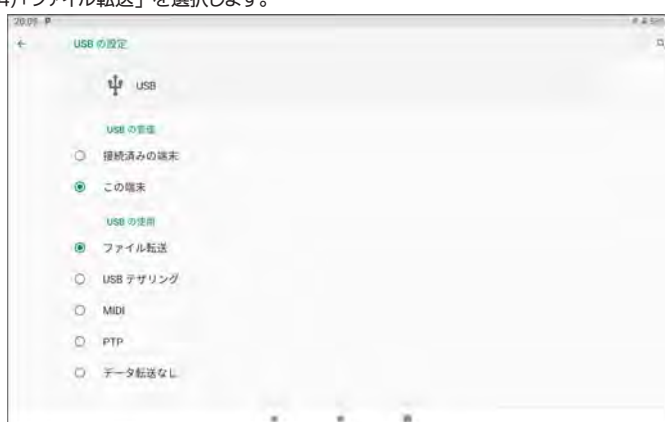 4)「ファイル転送」を選択します。
20:09 P
USB の設定
USB
USB の管理
接続済みの端末
この端末
USB の使用
ファイル転送
USB テザリング
MIDI
PTP
データ転送なし